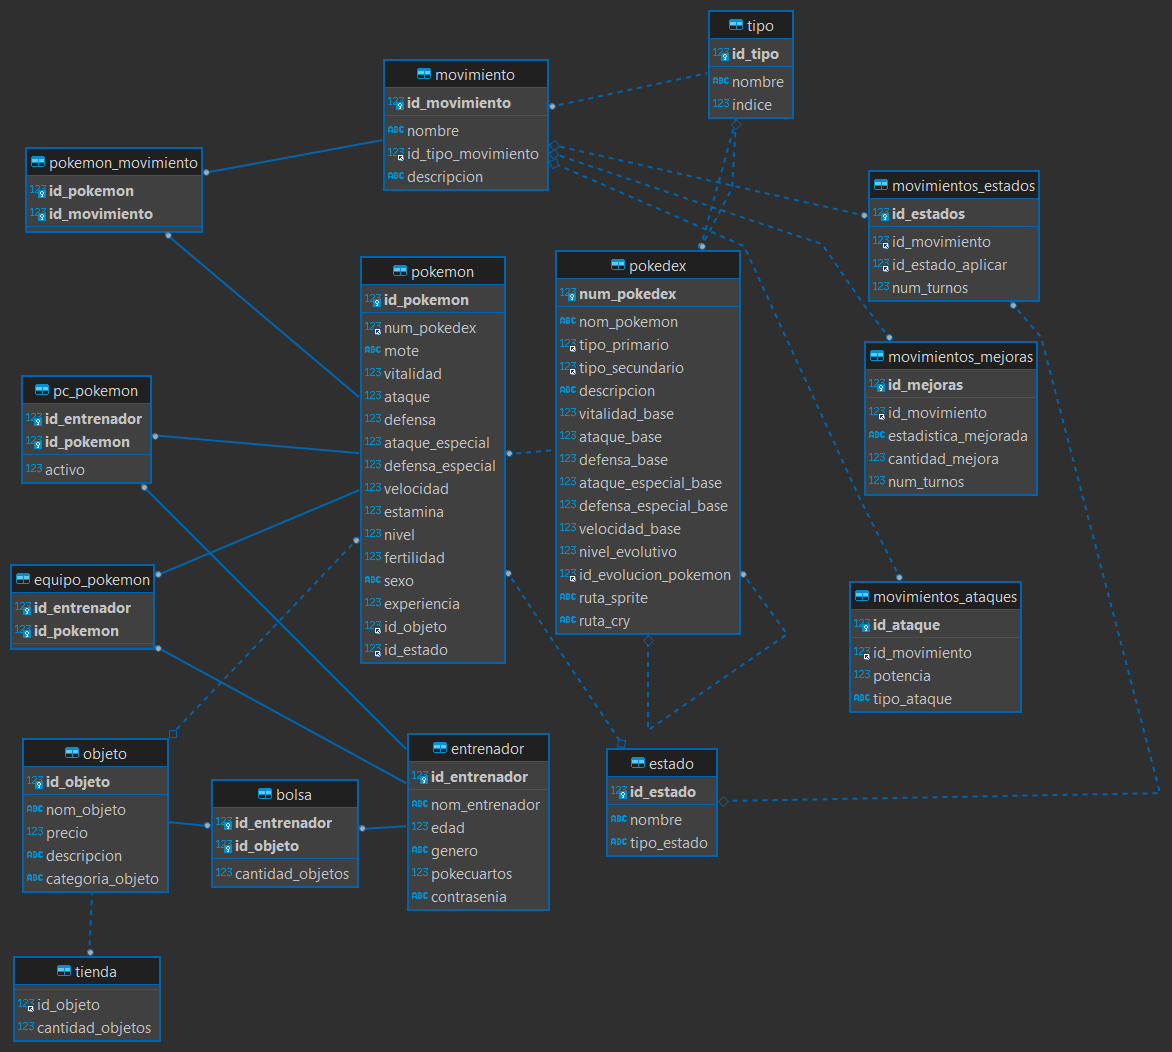 tipo
123 id_tipo
ABC nombre
123 indice
movimiento
123 id_movimiento
ABC nombre
123 id_tipo_movimiento
ABC descripcion
pokemon_movimiento
123 id_pokemon
123 id_movimiento
movimientos_estados
123 id_estados
123 id_movimiento
123 id_estado_aplicar
123 num_turnos
pokemon
123 id_pokemon
123 num_pokedex
ABC mote
123 vitalidad
123 ataque
123 defensa
123 ataque_especial
123 defensa_especial
123 velocidad
123 estamina
123 nivel
123 fertilidad
ABC sexo
123 experiencia
123 id_objeto
123 id_estado
pokedex
123 num_pokedex
ABC nom_pokemon
123 tipo_primario
123 tipo_secundario
ABC descripcion
123 vitalidad_base
123 ataque_base
123 defensa_base
123 ataque_especial_base
123 defensa_especial_base
123 velocidad_base
123 nivel_evolutivo
123 id_evolucion_pokemon
ABC ruta_sprite
ABC ruta_cry
movimientos_mejoras
123 id_mejoras
123 id_movimiento
ABC estadistica_mejorada
123 cantidad_mejora
123 num_turnos
pc_pokemon
123 id_entrenador
123 id_pokemon
123 activo
equipo_pokemon
123 id_entrenador
123 id_pokemon
movimientos_ataques
123 id_ataque
123 id_movimiento
123 potencia
ABC tipo_ataque
objeto
123 id_objeto
ABC nom_objeto
123 precio
ABC descripcion
ABC categoria_objeto
bolsa
123 id_entrenador
123 id_objeto
123 cantidad_objetos
entrenador
123 id_entrenador
ABC nom_entrenador
123 edad
ABC genero
123 pokecuartos
ABC contrasenia
estado
123 id_estado
ABC nombre
ABC tipo_estado
tienda
123 id_objeto
123 cantidad_objetos